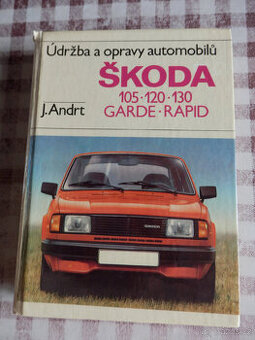 Údržba a opravy automobilů
ŠKODA
105·120·130
J.Andrt
GARDE·RAPID